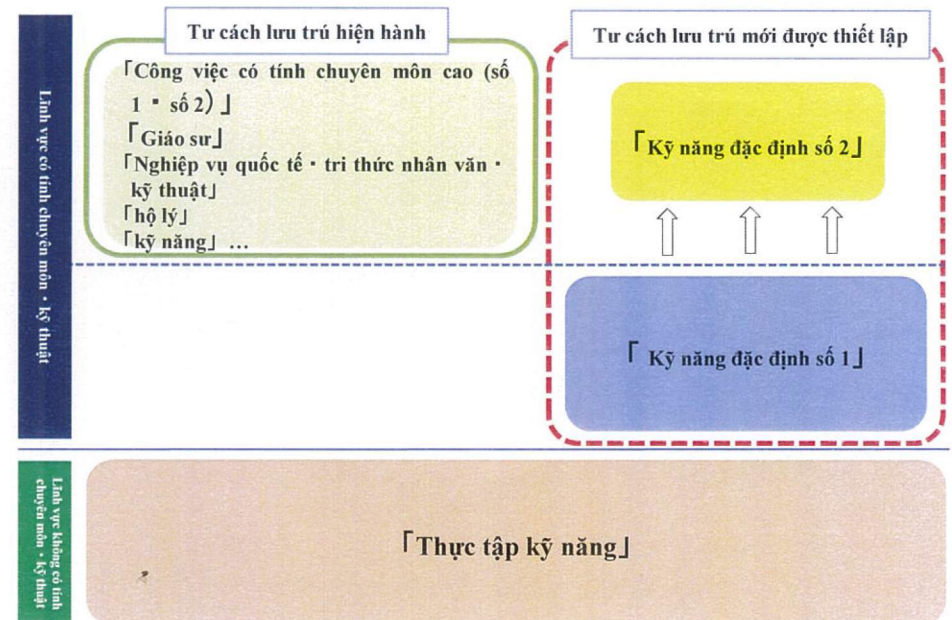 Tư cách lưu trú hiện hành
Tư cách lưu trú mới được thiết lập
Lĩnh vực có tính chuyên môn・kỹ thuật
「Công việc có tính chuyên môn cao (số
1・số 2)」
「Giáo sư」
「Nghiệp vụ quốc tế・tri thức nhân văn・
kỹ thuật」
「hộ lý」
「kỹ năng」…
「Kỹ năng đặc định số 2」
「 Kỹ năng đặc định số 1」
Lĩnh vực không có tính
chuyên môn・kỹ thuật
「Thực tập kỹ năng」